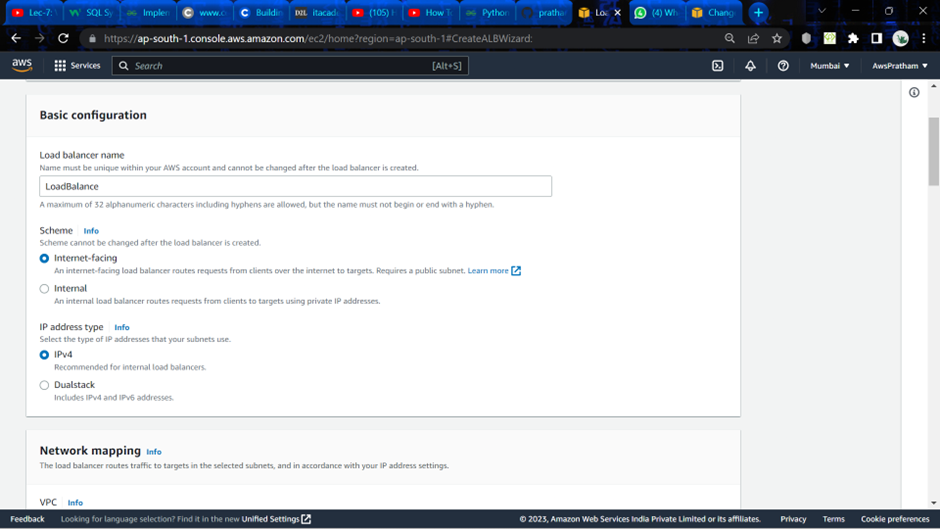 Lec-7:
SQL Sy
Implen
www.c
Buildin
DZL itacade
(105)
How T
Python
pratha
Loa
(4) Wh
Chang
https://ap-south-1.console.aws.amazon.com/ec2/home?region=ap-south-1#CreateALBWizard:
aws
Services
Search
[Alt+S]
Mumbai
AwsPratham
Basic configuration
Load balancer name
Name must be unique within your AWS account and cannot be changed after the load balancer is created.
LoadBalance
A maximum of 32 alphanumeric characters including hyphens are allowed, but the name must not begin or end with a hyphen.
Scheme Info
Scheme cannot be changed after the load balancer is created.
Internet-facing
An internet-facing load balancer routes requests from clients over the internet to targets. Requires a public subnet. Learn more
Internal
An internal load balancer routes requests from clients to targets using private IP addresses.
IP address type Info
Select the type of IP addresses that your subnets use.
IPv4
Recommended for internal load balancers.
Dualstack
Includes IPv4 and IPv6 addresses.
Network mapping Info
The load balancer routes traffic to targets in the selected subnets, and in accordance with your IP address settings.
VPC Info
Feedback
Looking for language selection? Find it in the new Unified Settings
© 2023, Amazon Web Services India Private Limited or its affiliates.
Privacy
Terms
Cookie preferences